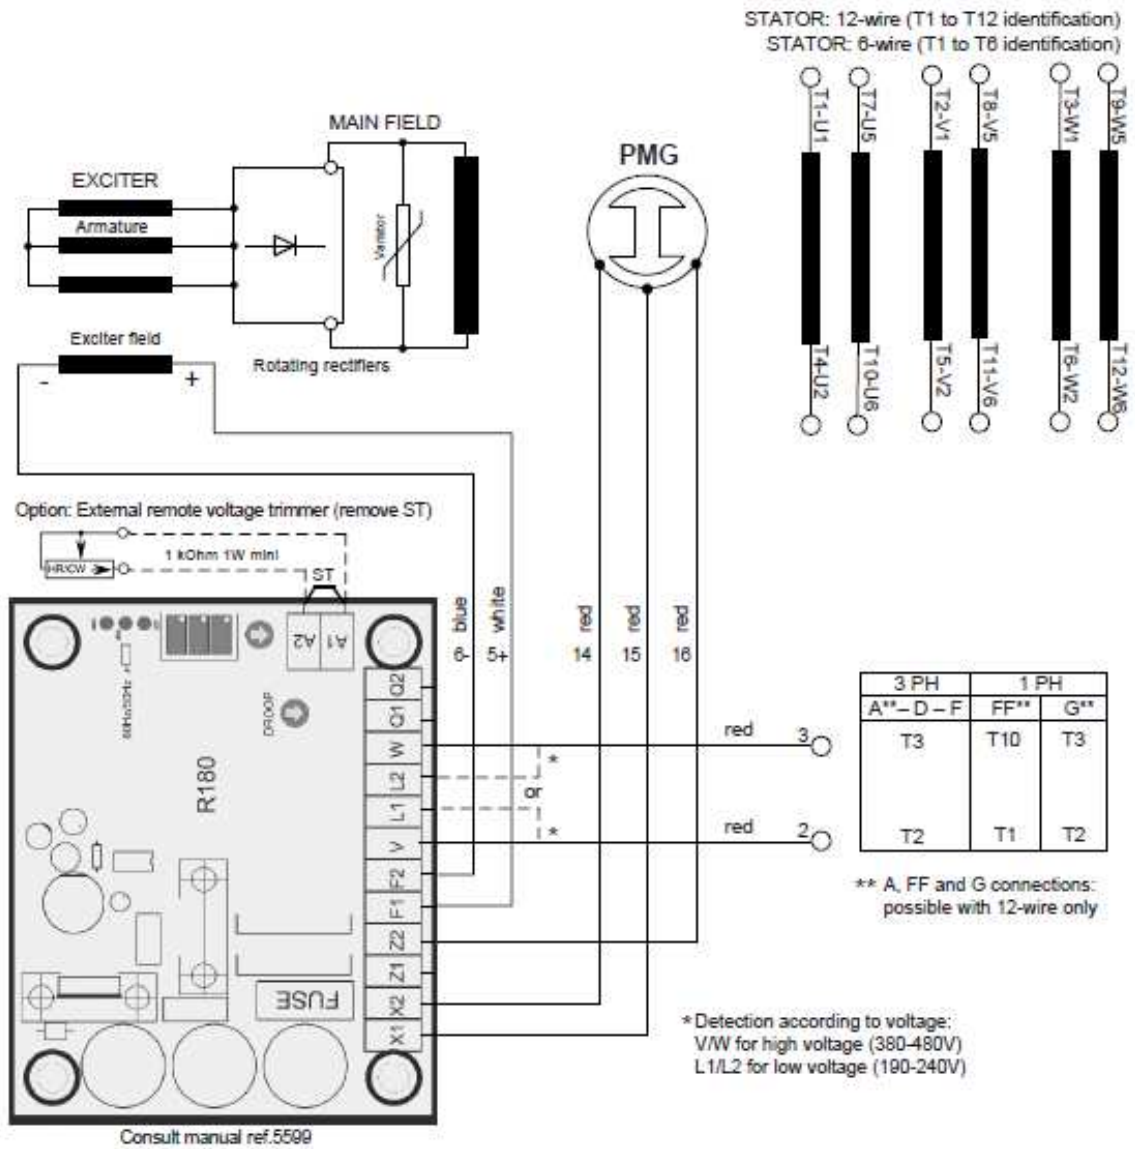 STATOR: 12-wire (T1 to T12 identification)
STATOR: 6-wire (T1 to T6 identification)
T1-U1
T7-U5
T2-V1
T8-V5
T3-W1
T9-W5
T4-U2
T10-U6
T5-V2
T11-V6
T6-W2
T12-W6
MAIN FIELD
EXCITER
Armature
Varistor
Exciter field
- +
Rotating rectifiers
PMG
Option: External remote voltage trimmer (remove ST)
1 kOhm 1W mini
ST
6- blue
5+ white
14 red
15 red
16 red
A2 A1
60Hz/50Hz
DROOP
R180
FUSE
Q2
Q1
W
L2
L1
V
F2
F1
Z2
Z1
X2
X1
red 3
*
or
*
red 2
3 PH 1 PH
A**– D – F FF** G**
T3 T10 T3
T2 T1 T2
** A, FF and G connections:
possible with 12-wire only
* Detection according to voltage:
V/W for high voltage (380-480V)
L1/L2 for low voltage (190-240V)
Consult manual ref.5599